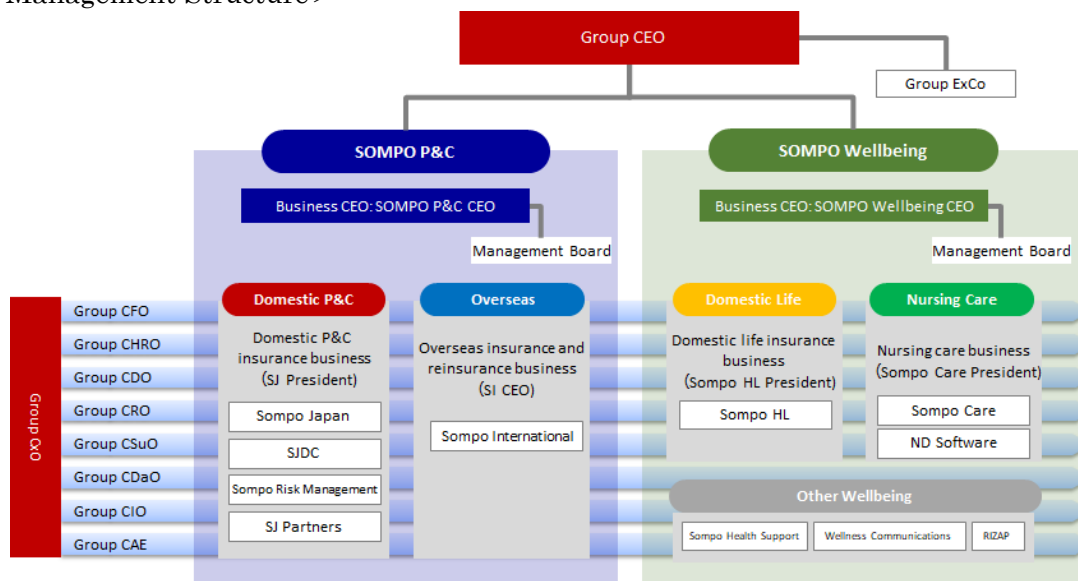 Management Structure>
Group CEO
Group ExCo
SOMPO P&C
SOMPO Wellbeing
Business CEO: SOMPO P&C CEO
Business CEO: SOMPO Wellbeing CEO
Management Board
Management Board
Group CxO
Group CFO
Group CHRO
Group CDO
Group CRO
Group CSuO
Group CDaO
Group CIO
Group CAE
Domestic P&C
Domestic P&C
insurance business
(SJ President)
Sompo Japan
SJDC
Sompo Risk Management
SJ Partners
Overseas
Overseas insurance and
reinsurance business
(SI CEO)
Sompo International
Domestic Life
Domestic life insurance
business
(Sompo HL President)
Sompo HL
Nursing Care
Nursing care business
(Sompo Care President)
Sompo Care
ND Software
Other Wellbeing
Sompo Health Support
Wellness Communications
RIZAP